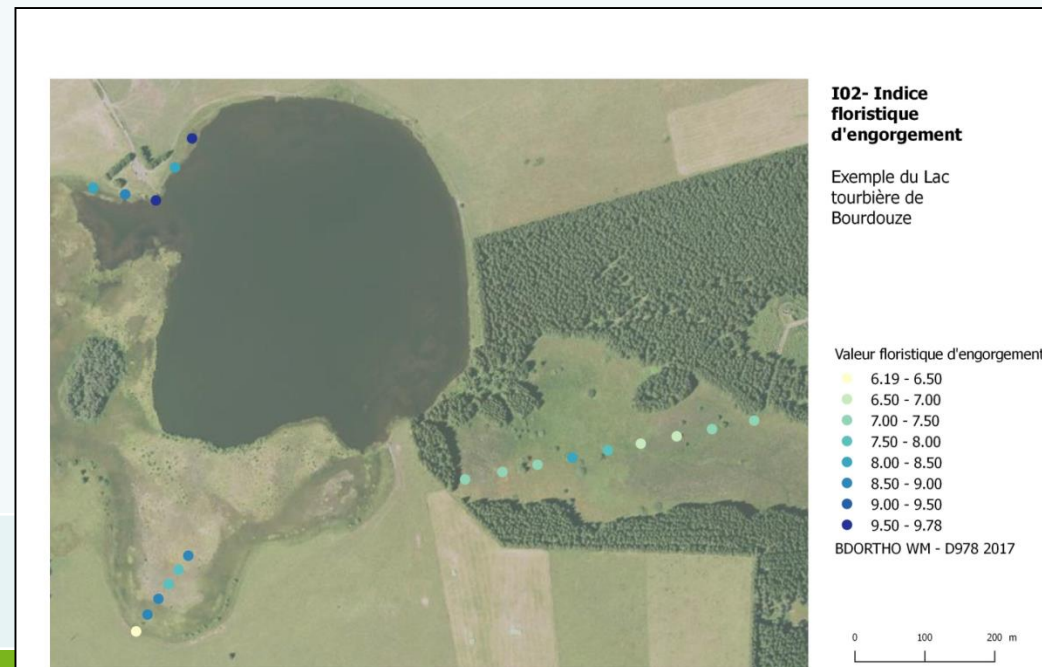 I02- Indice
floristique
d'engorgement
Exemple du Lac
tourbière de
Bourdouze
Valeur floristique d'engorgement
6.19 - 6.50
6.50 - 7.00
7.00 - 7.50
7.50 - 8.00
8.00 - 8.50
8.50 - 9.00
9.00 - 9.50
9.50 - 9.78
BDORTHO WM - D978 2017
0 100 200 m